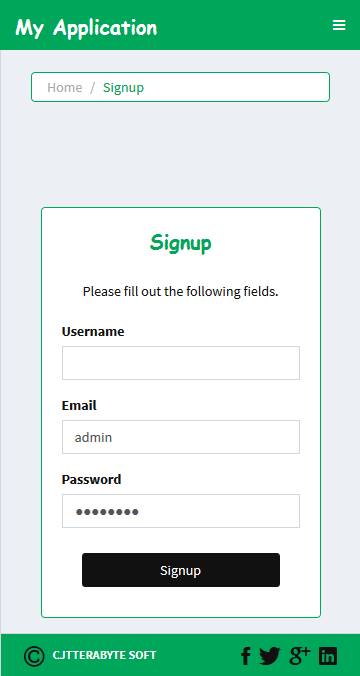 My Application
Home / Signup
Signup
Please fill out the following fields.
Username
Email
admin
Password
••••••••
Signup
© CJTTERABYTE SOFT